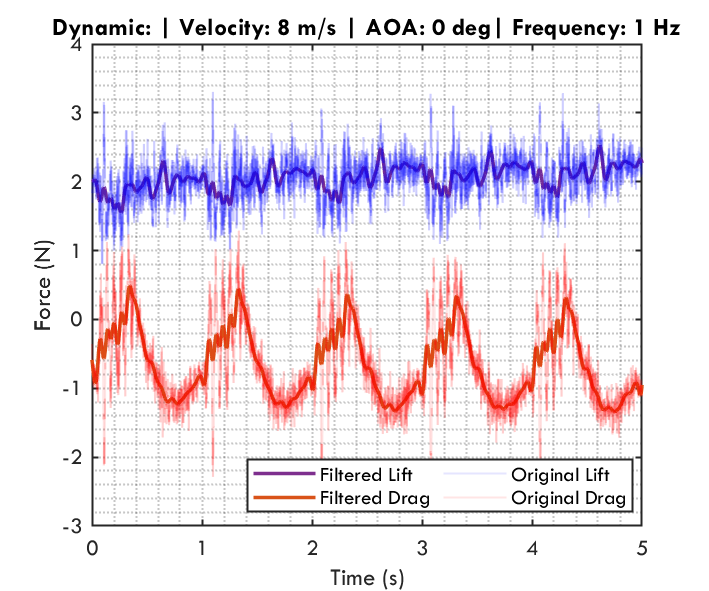 Dynamic: | Velocity: 8 m/s | AOA: 0 deg| Frequency: 1 Hz
4
3
2
1
0
-1
-2
-3
Force (N)
Filtered Lift Original Lift
Filtered Drag Original Drag
0 1 2 3 4 5
Time (s)